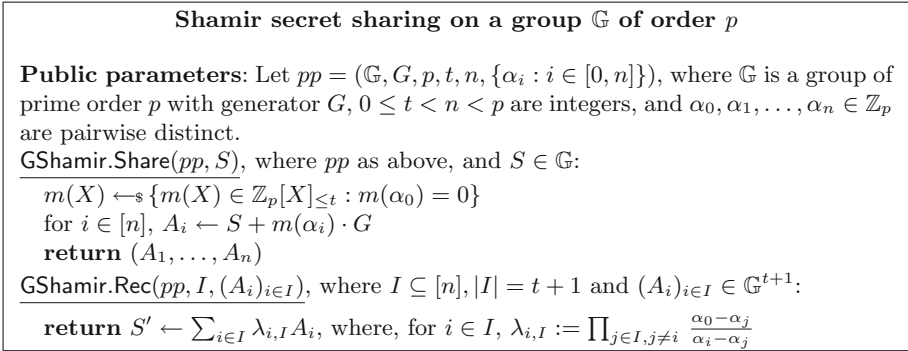 Shamir secret sharing on a group 𝔾 of order p
Public parameters: Let pp = (𝔾, G, p, t, n, {α_i : i ∈ [0, n]}), where 𝔾 is a group of
prime order p with generator G, 0 ≤ t < n < p are integers, and α_0, α_1, . . . , α_n ∈ ℤ_p
are pairwise distinct.
GShamir.Share(pp, S), where pp as above, and S ∈ 𝔾:
m(X) ←$ {m(X) ∈ ℤ_p[X]_{≤t} : m(α_0) = 0}
for i ∈ [n], A_i ← S + m(α_i) · G
return (A_1, . . . , A_n)
GShamir.Rec(pp, I, (A_i)_{i∈I}), where I ⊆ [n], |I| = t + 1 and (A_i)_{i∈I} ∈ 𝔾^{t+1}:
return S′ ← ∑_{i∈I} λ_{i,I} A_i, where, for i ∈ I, λ_{i,I} := ∏_{j∈I,j≠i} (α_0−α_j)/(α_i−α_j)